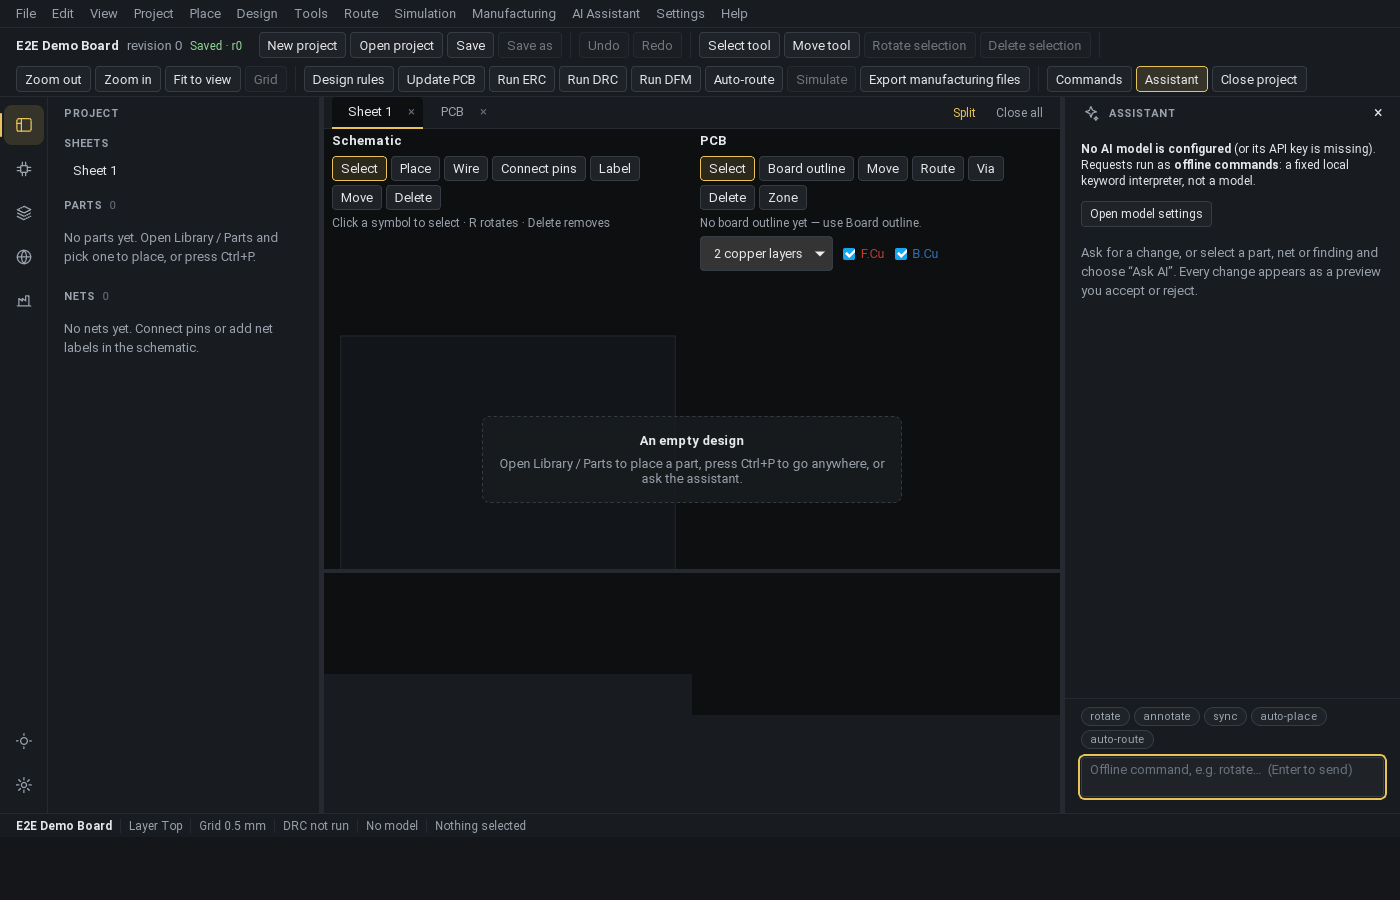 File Edit View Project Place Design Tools Route Simulation Manufacturing AI Assistant Settings Help
E2E Demo Board revision 0 Saved · r0 New project Open project Save Save as Undo Redo Select tool Move tool Rotate selection Delete selection
Zoom out Zoom in Fit to view Grid Design rules Update PCB Run ERC Run DRC Run DFM Auto-route Simulate Export manufacturing files Commands Assistant Close project
PROJECT
SHEETS
Sheet 1
PARTS 0
No parts yet. Open Library / Parts and
pick one to place, or press Ctrl+P.
NETS 0
No nets yet. Connect pins or add net
labels in the schematic.
Sheet 1 × PCB × Split Close all
Schematic
Select Place Wire Connect pins Label
Move Delete
Click a symbol to select · R rotates · Delete removes
PCB
Select Board outline Move Route Via
Delete Zone
No board outline yet — use Board outline.
2 copper layers F.Cu B.Cu
An empty design
Open Library / Parts to place a part, press Ctrl+P to go anywhere, or
ask the assistant.
ASSISTANT ×
No AI model is configured (or its API key is missing).
Requests run as offline commands: a fixed local
keyword interpreter, not a model.
Open model settings
Ask for a change, or select a part, net or finding and
choose “Ask AI”. Every change appears as a preview
you accept or reject.
rotate annotate sync auto-place
auto-route
Offline command, e.g. rotate… (Enter to send)
E2E Demo Board Layer Top Grid 0.5 mm DRC not run No model Nothing selected